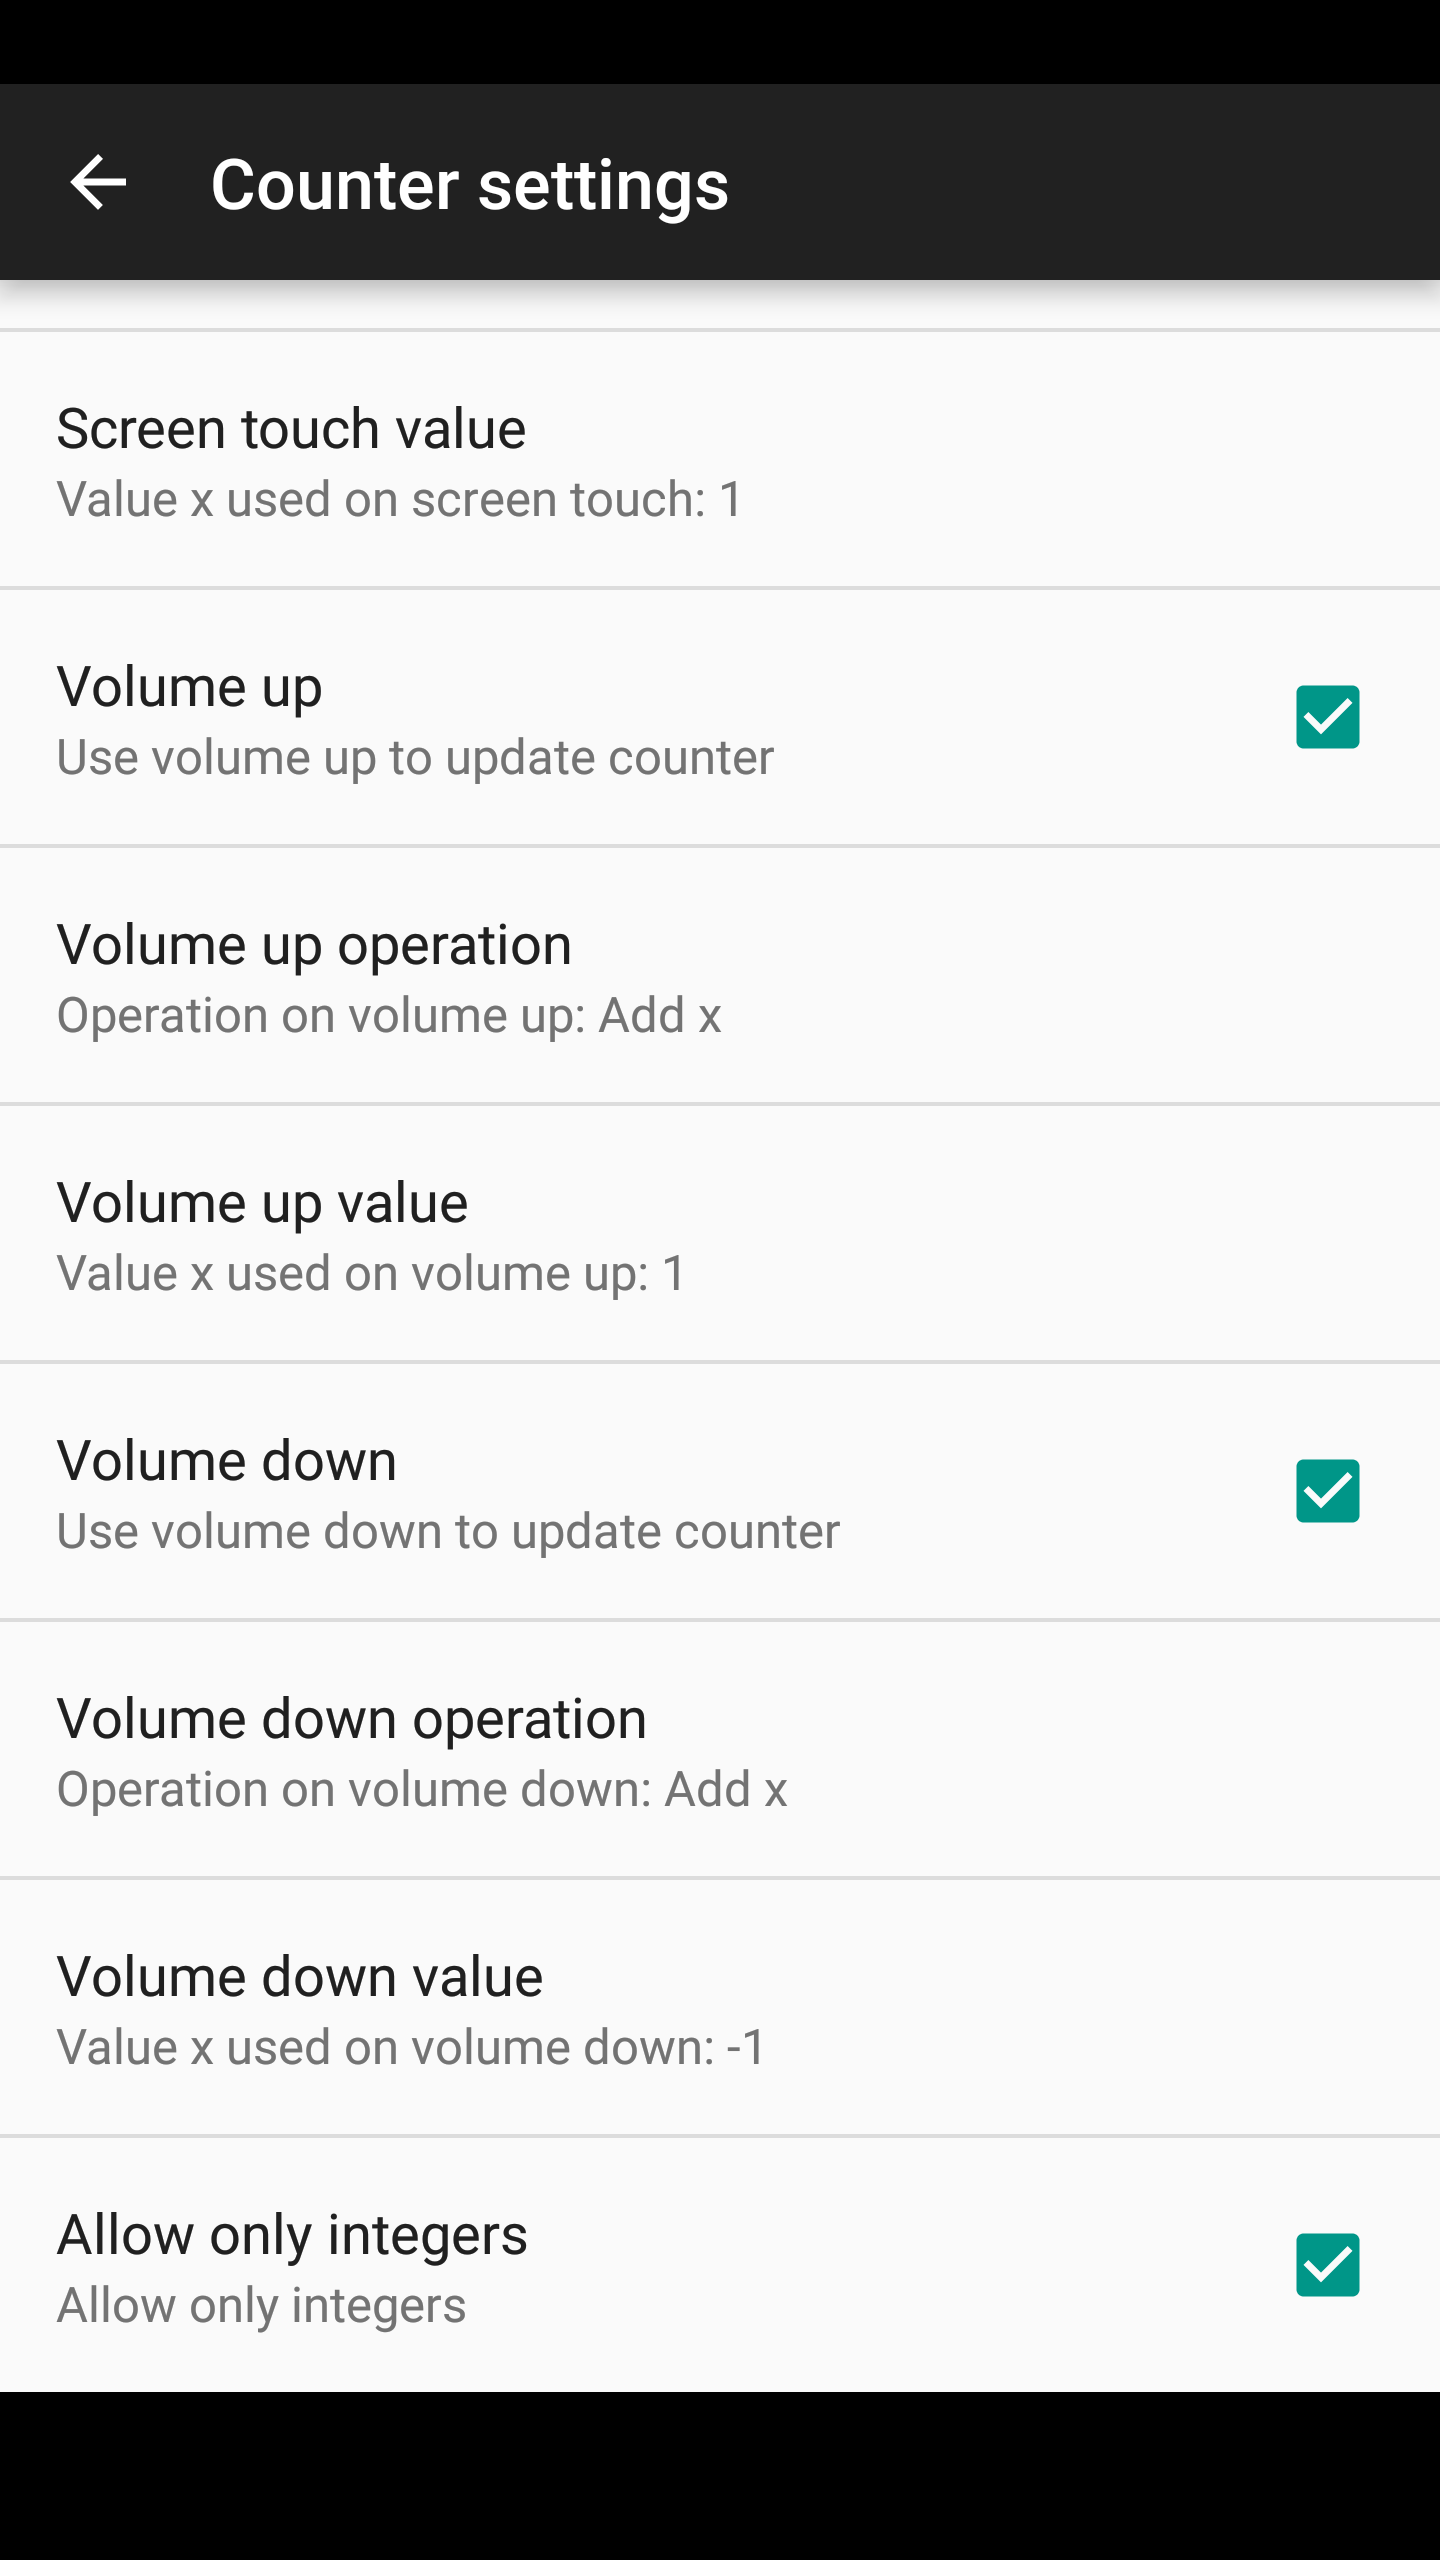 Counter settings
Screen touch value
Value x used on screen touch: 1
Volume up
Use volume up to update counter
Volume up operation
Operation on volume up: Add x
Volume up value
Value x used on volume up: 1
Volume down
Use volume down to update counter
Volume down operation
Operation on volume down: Add x
Volume down value
Value x used on volume down: -1
Allow only integers
Allow only integers